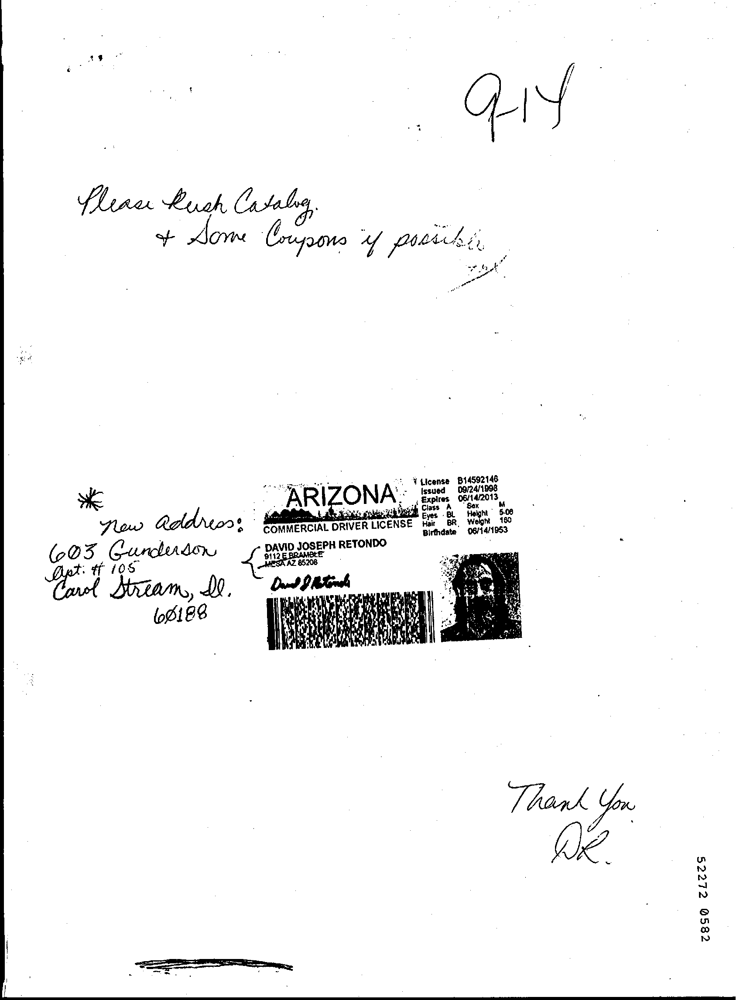 9-14
Please Rush Catalog.
+ Some Coupons if possible
ARIZONA
COMMERCIAL DRIVER LICENSE
License B14592146
Issued 09/24/1998
Expires 06/14/2013
Class A Sex M
Eyes BL Height 5-06
Hair BR Weight 160
Birthdate 06/14/1953
DAVID JOSEPH RETONDO
9112 E BRAMBLE
MESA AZ 85208
David J Retondo
New address:
603 Gunderson
Apt. # 105
Carol Stream, Il.
60188
Thank You
DR.
52272 0582